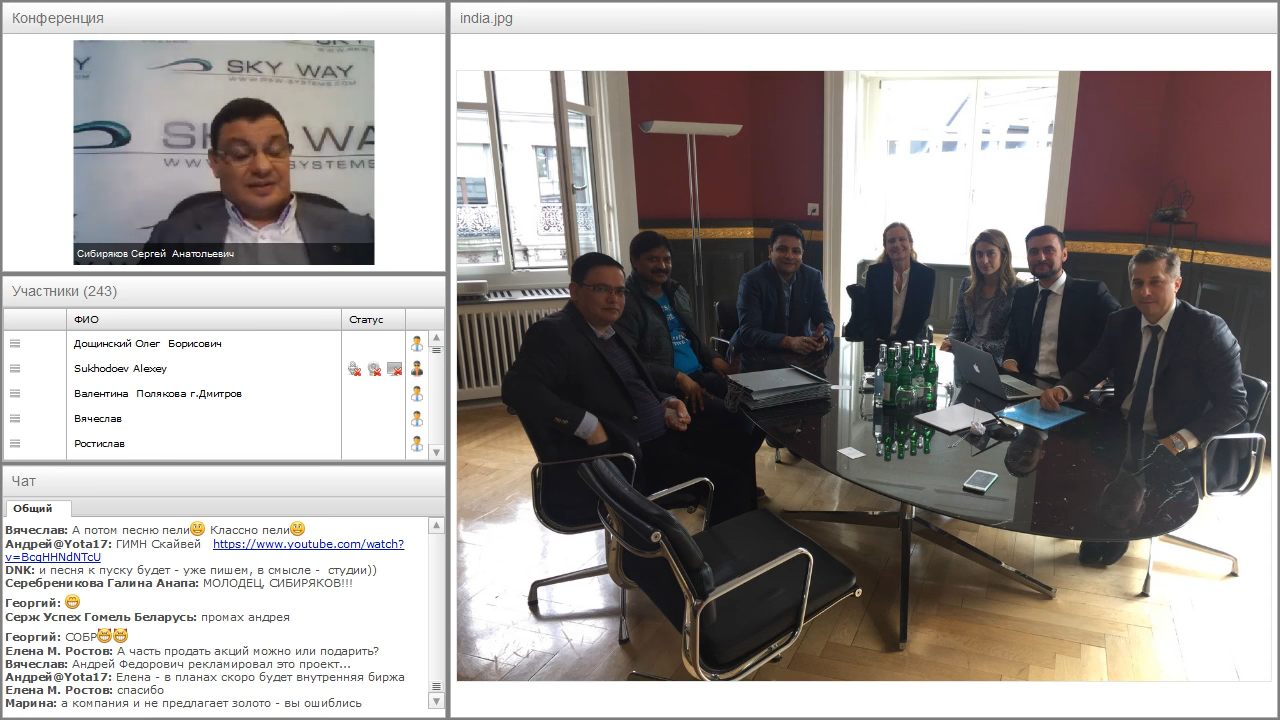 Конференция
india.jpg
SKY WAY
WWW.RSW-SYSTEMS.COM
SKY WAY
Сибиряков Сергей Анатольевич
Участники (243)
ФИО Статус
Дощинский Олег Борисович
Sukhodoev Alexey
Валентина Полякова г.Дмитров
Вячеслав
Ростислав
Чат
Общий
Вячеслав: А потом песню пели Классно пели
Андрей@Yota17: ГИМН Скайвей https://www.youtube.com/watch?
v=BcqHHNdNTcU
DNK: и песня к пуску будет - уже пишем, в смысле - студии))
Серебреникова Галина Анапа: МОЛОДЕЦ, СИБИРЯКОВ!!!
Георгий:
Серж Успех Гомель Беларусь: промах андрея
Георгий: СОБР
Елена М. Ростов: А часть продать акций можно или подарить?
Вячеслав: Андрей Федорович рекламировал это проект...
Андрей@Yota17: Елена - в планах скоро будет внутренняя биржа
Елена М. Ростов: спасибо
Марина: а компания и не предлагает золото - вы ошиблись